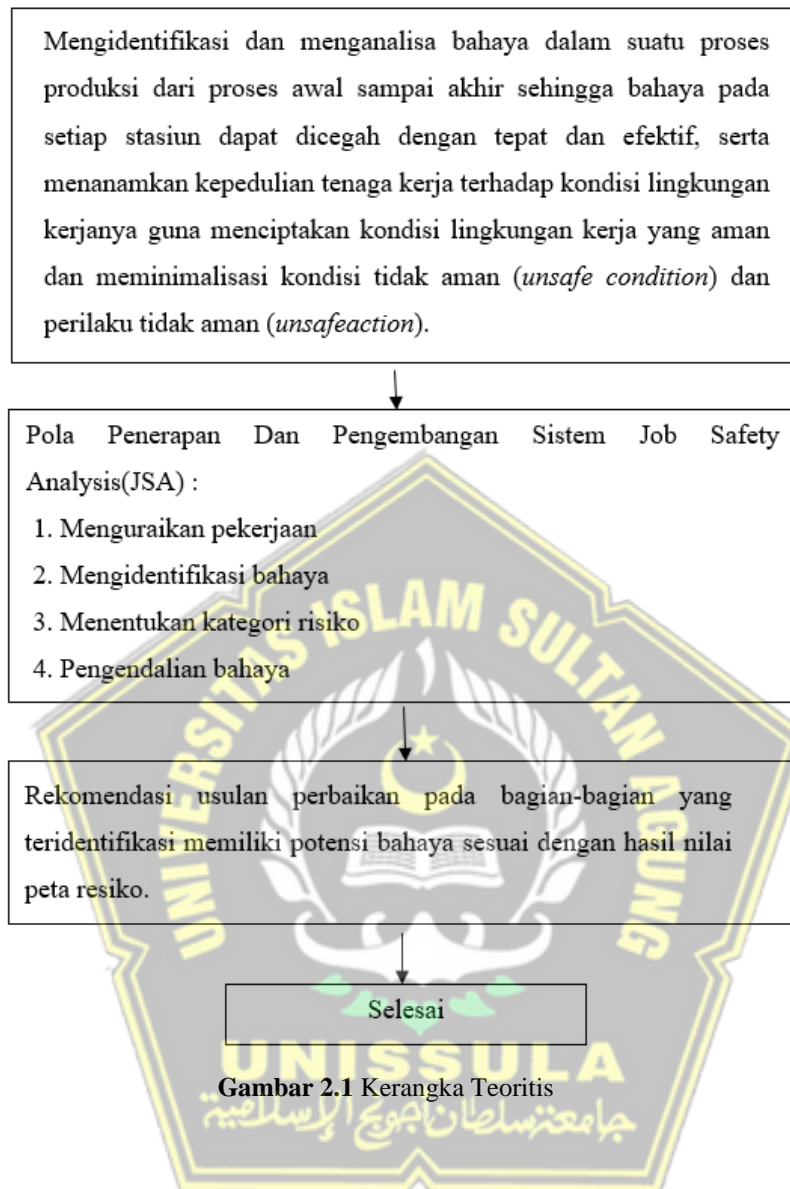 Mengidentifikasi dan menganalisa bahaya dalam suatu proses
produksi dari proses awal sampai akhir sehingga bahaya pada
setiap stasiun dapat dicegah dengan tepat dan efektif, serta
menanamkan kepedulian tenaga kerja terhadap kondisi lingkungan
kerjanya guna menciptakan kondisi lingkungan kerja yang aman
dan meminimalisasi kondisi tidak aman (unsafe condition) dan
perilaku tidak aman (unsafeaction).
Pola Penerapan Dan Pengembangan Sistem Job Safety
Analysis(JSA) :
1. Menguraikan pekerjaan
2. Mengidentifikasi bahaya
3. Menentukan kategori risiko
4. Pengendalian bahaya
UNIVERSITAS ISLAM SULTAN AGUNG
Rekomendasi usulan perbaikan pada bagian-bagian yang
teridentifikasi memiliki potensi bahaya sesuai dengan hasil nilai
peta resiko.
Selesai
UNISSULA
Gambar 2.1 Kerangka Teoritis
جامعة سلطان أجونج الإسلامية